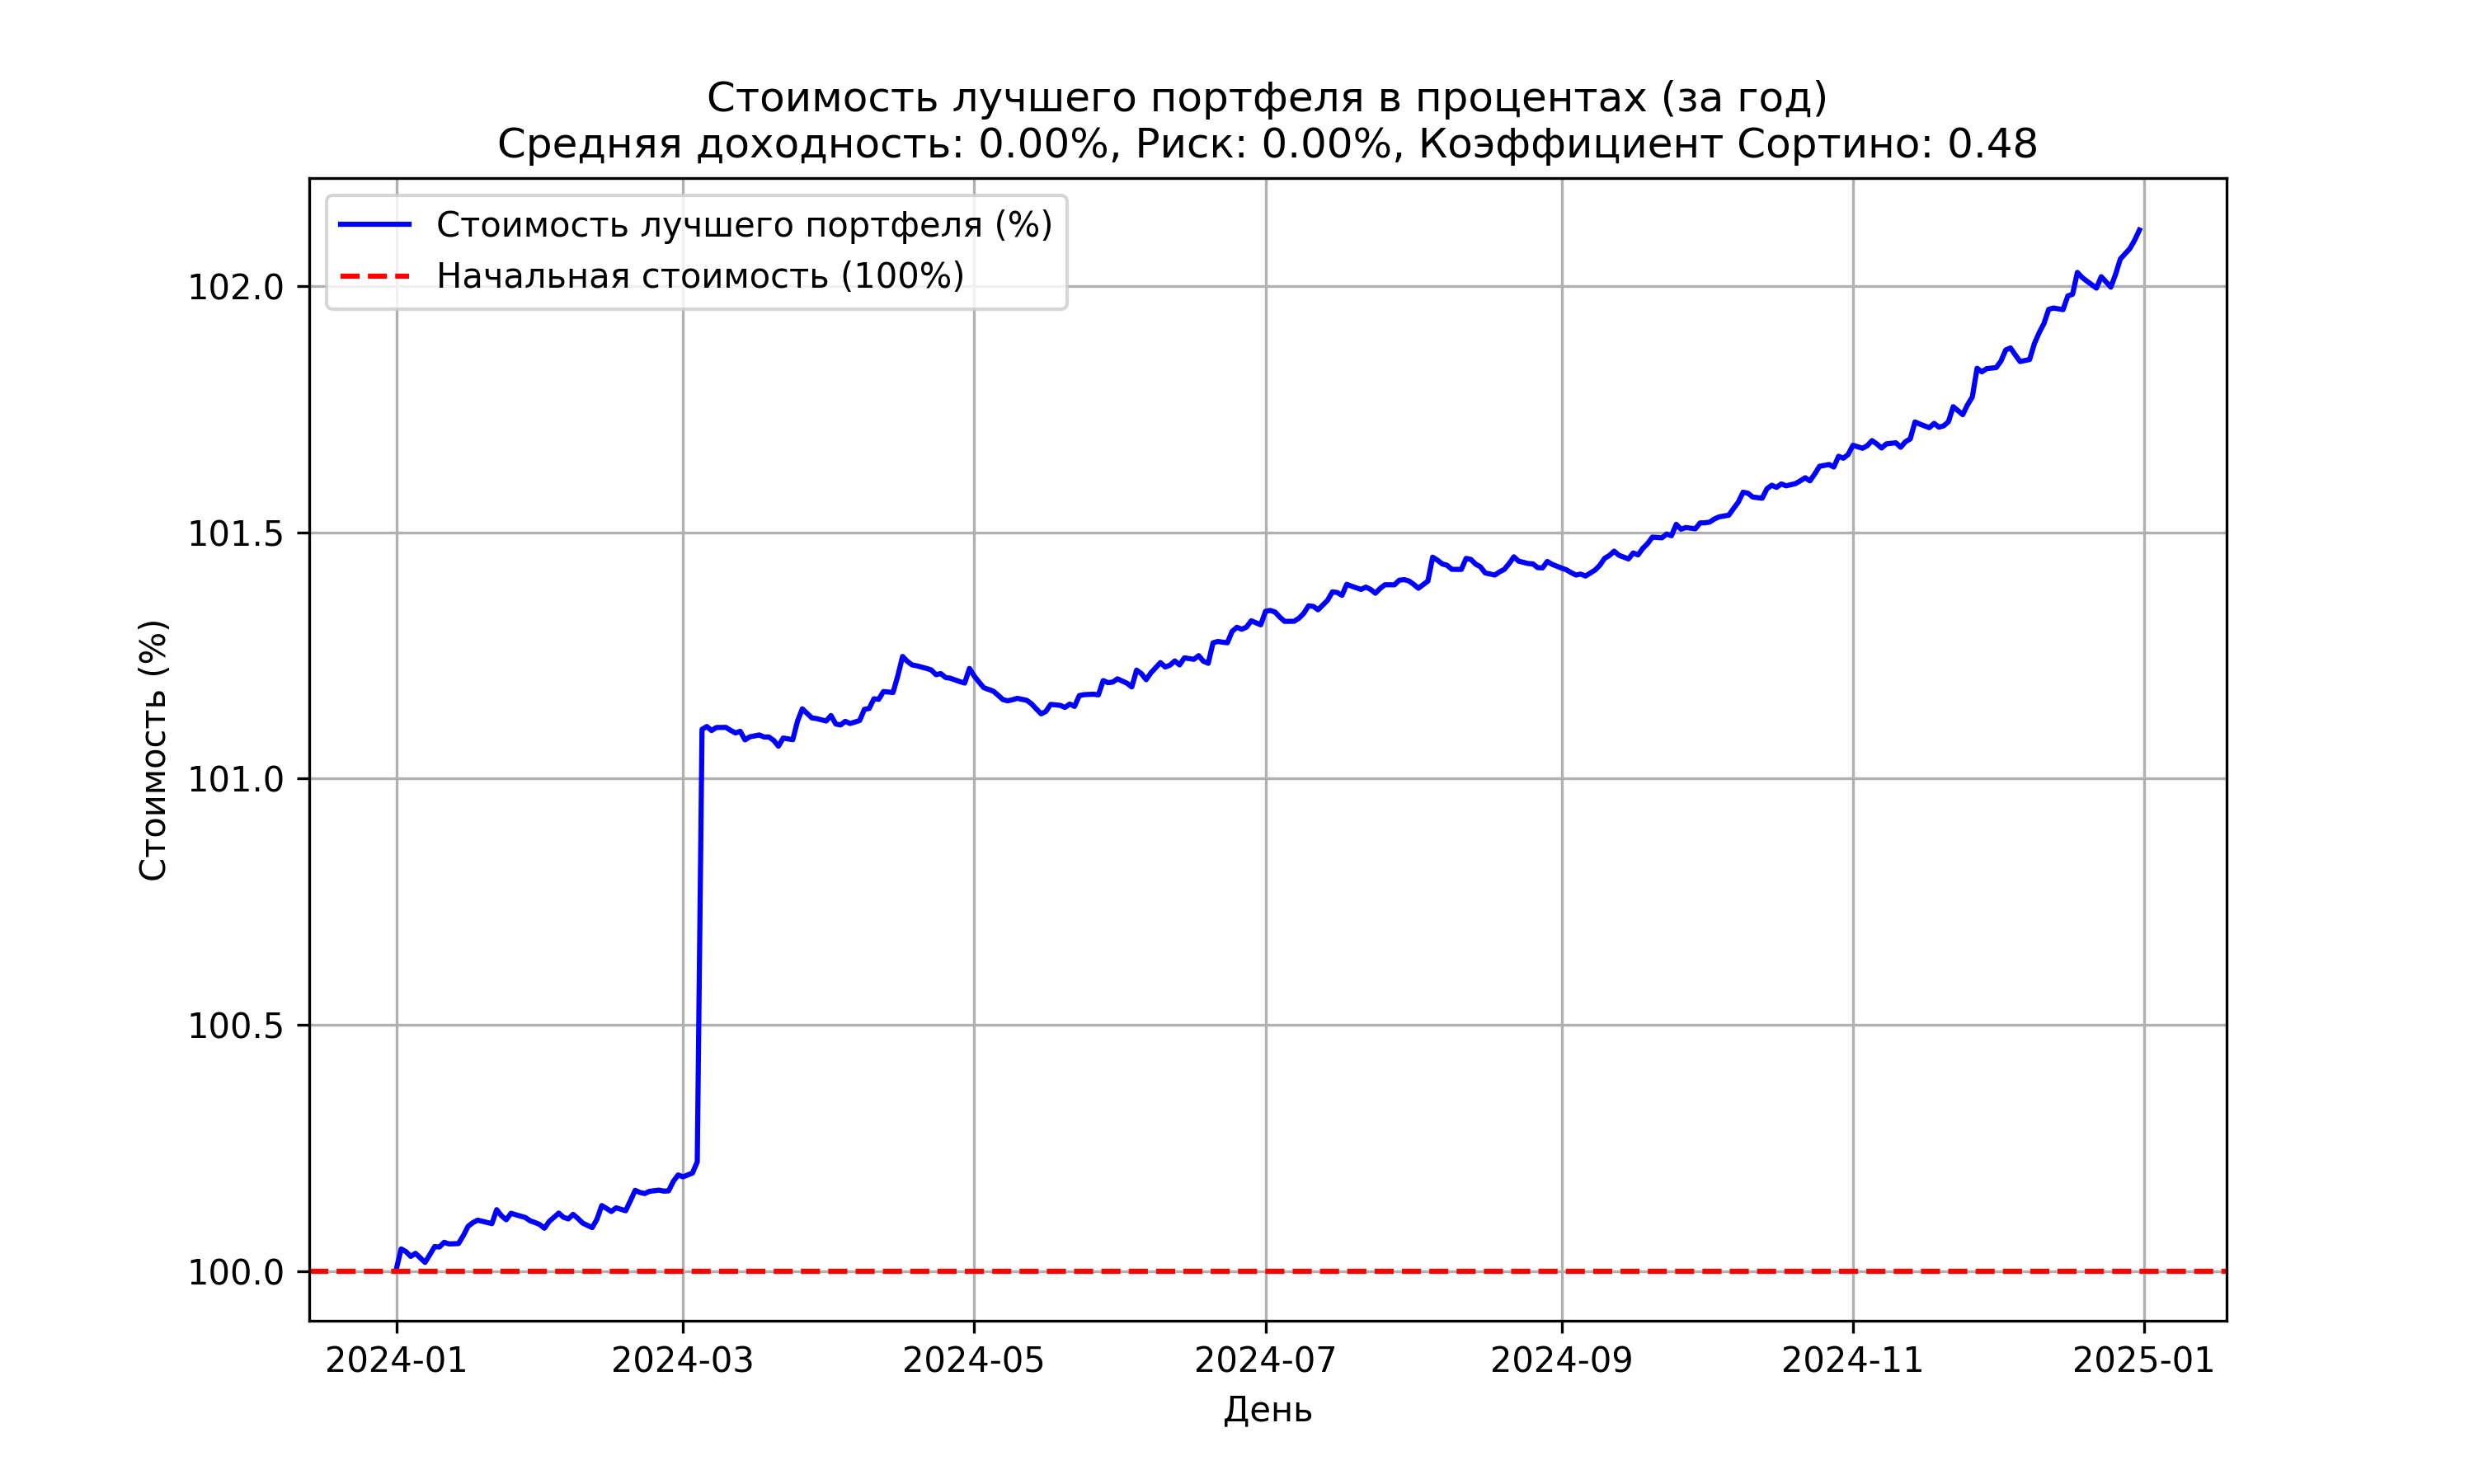 Стоимость лучшего портфеля в процентах (за год)
Средняя доходность: 0.00%, Риск: 0.00%, Коэффициент Сортино: 0.48
Стоимость лучшего портфеля (%)
Начальная стоимость (100%)
Стоимость (%)
102.0
101.5
101.0
100.5
100.0
2024-01
2024-03
2024-05
2024-07
2024-09
2024-11
2025-01
День